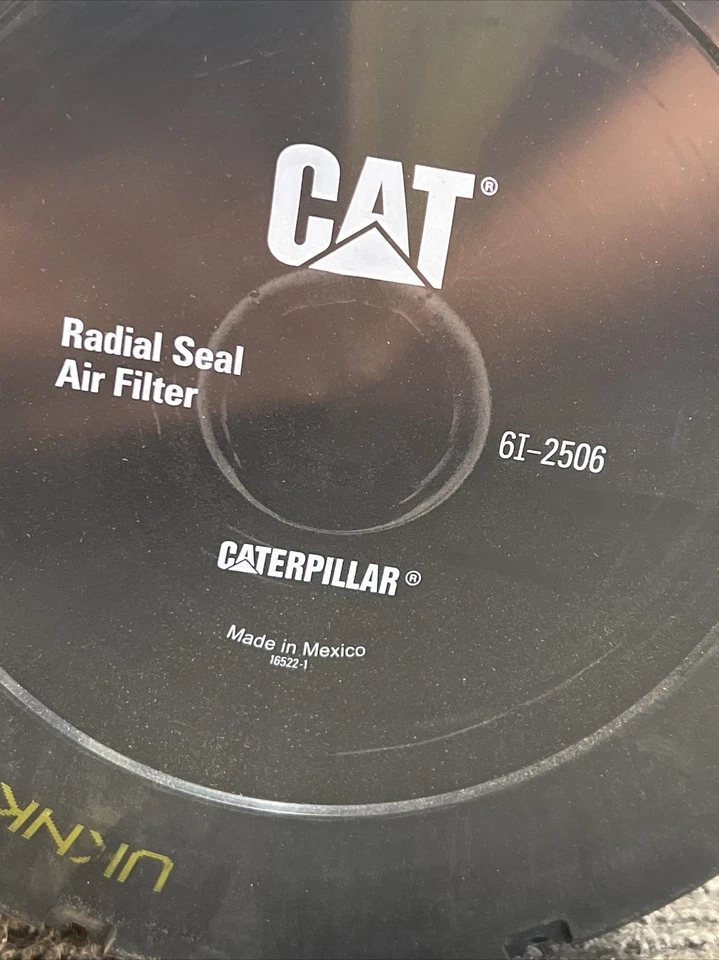 CAT®
Radial Seal
Air Filter
6I-2506
CATERPILLAR®
Made in Mexico
16522-1